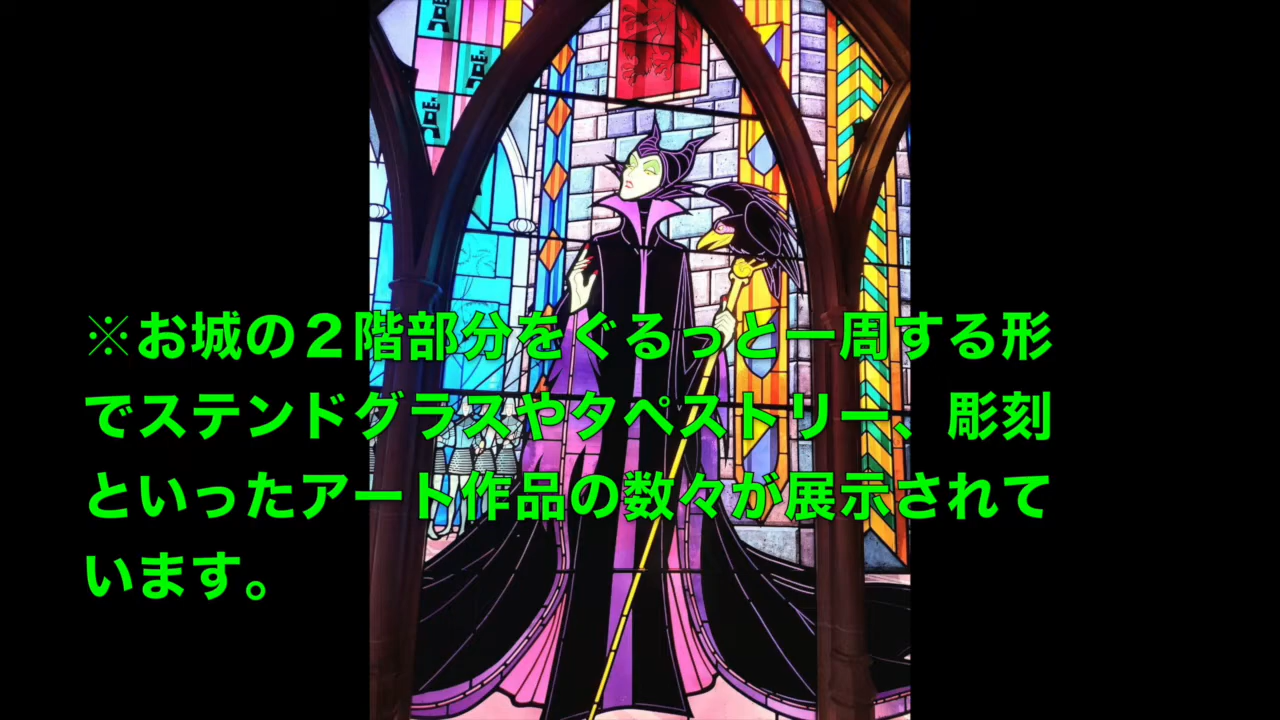 ※お城の２階部分をぐるっと一周する形
でステンドグラスやタペストリー、彫刻
といったアート作品の数々が展示されて
います。